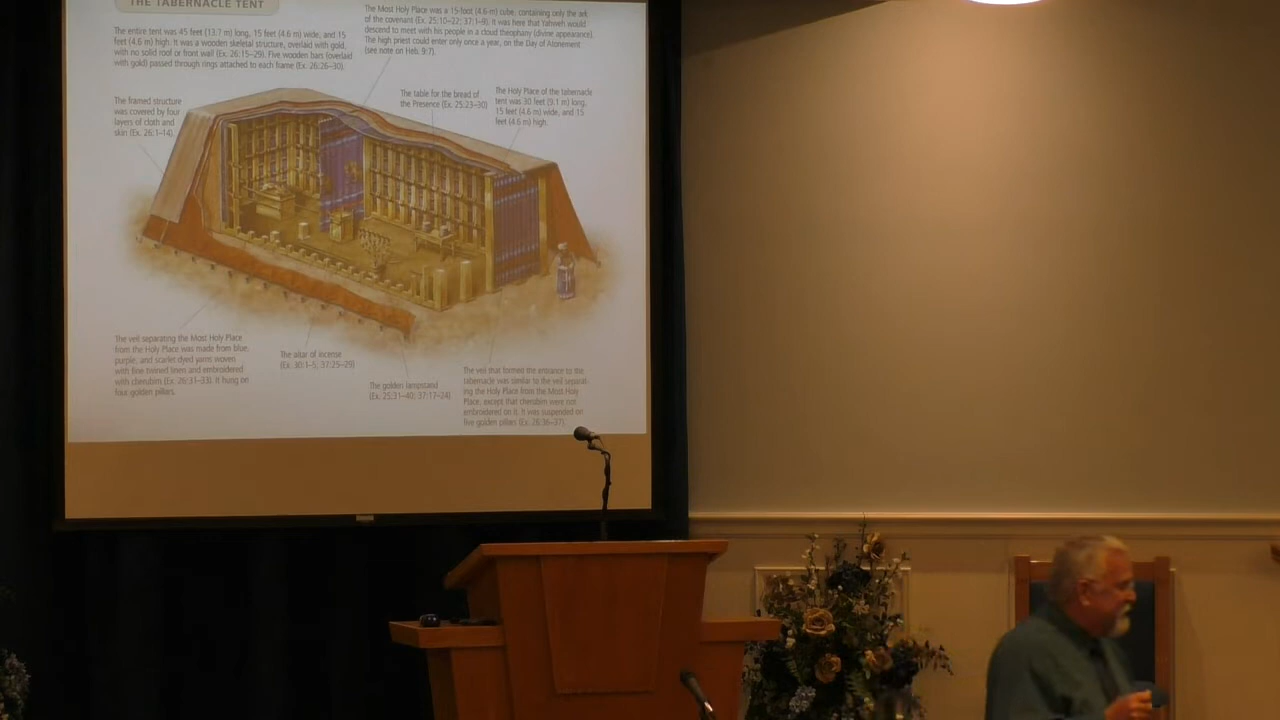 THE TABERNACLE TENT
The entire tent was 45 feet (13.7 m) long, 15 feet (4.6 m) wide, and 15
feet (4.6 m) high. It was a wooden skeletal structure, overlaid with gold,
with no solid roof or front wall (Ex. 26:15–29). Five wooden bars (overlaid
with gold) passed through rings attached to each frame (Ex. 26:26–30).
The Most Holy Place was a 15-foot (4.6 m) cube, containing only the ark
of the covenant (Ex. 25:10–22; 37:1–9). It was here that Yahweh would
descend to meet with his people in a cloud theophany (divine appearance).
The high priest could enter only once a year, on the Day of Atonement
(see note on Heb. 9:7).
The framed structure
was covered by four
layers of cloth and
skin (Ex. 26:1–14).
The table for the bread of
the Presence (Ex. 25:23–30)
The Holy Place of the tabernacle
tent was 30 feet (9.1 m) long,
15 feet (4.6 m) wide, and 15
feet (4.6 m) high.
The veil separating the Most Holy Place
from the Holy Place was made from blue,
purple, and scarlet dyed yarns woven
with fine twined linen and embroidered
with cherubim (Ex. 26:31–33). It hung on
four golden pillars.
The altar of incense
(Ex. 30:1–5; 37:25–29)
The golden lampstand
(Ex. 25:31–40; 37:17–24)
The veil that formed the entrance to the
tabernacle was similar to the veil separat-
ing the Holy Place from the Most Holy
Place, except that cherubim were not
embroidered on it. It was suspended on
five golden pillars (Ex. 26:36–37).